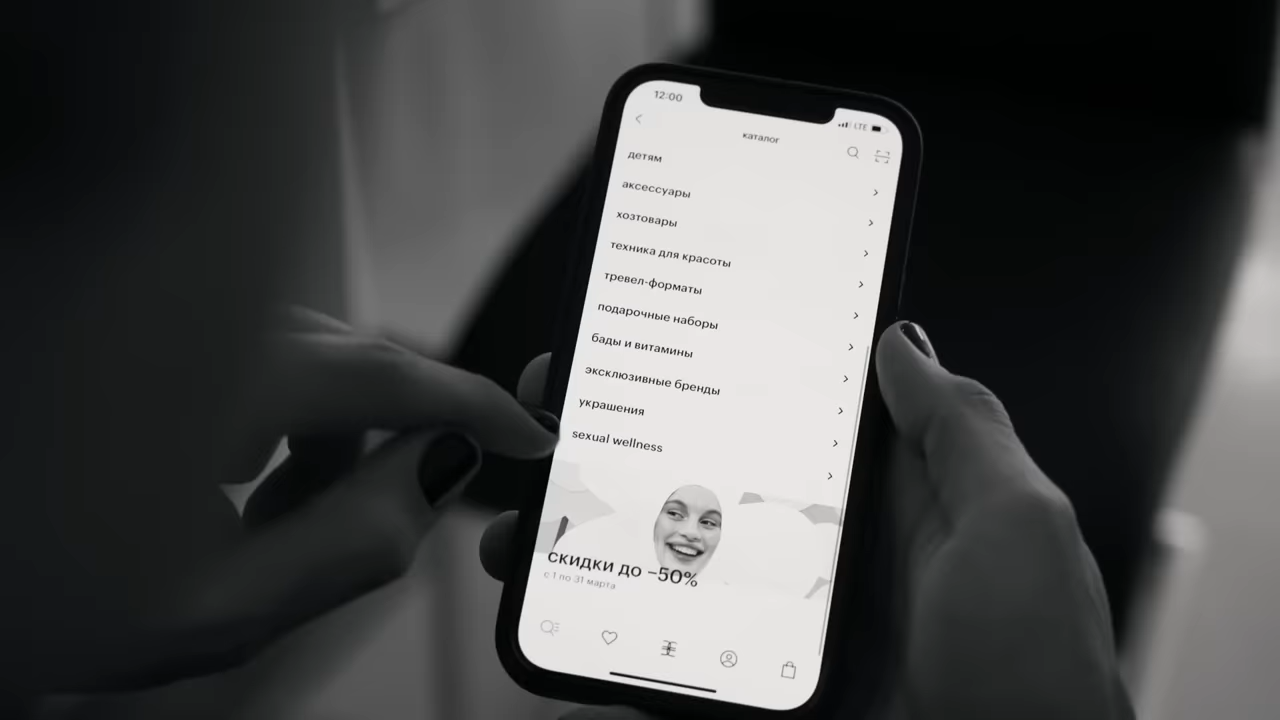 12:00
LTE
каталог
детям
аксессуары
хозтовары
техника для красоты
тревел-форматы
подарочные наборы
бады и витамины
эксклюзивные бренды
украшения
sexual wellness
скидки до −50%
с 1 по 31 марта